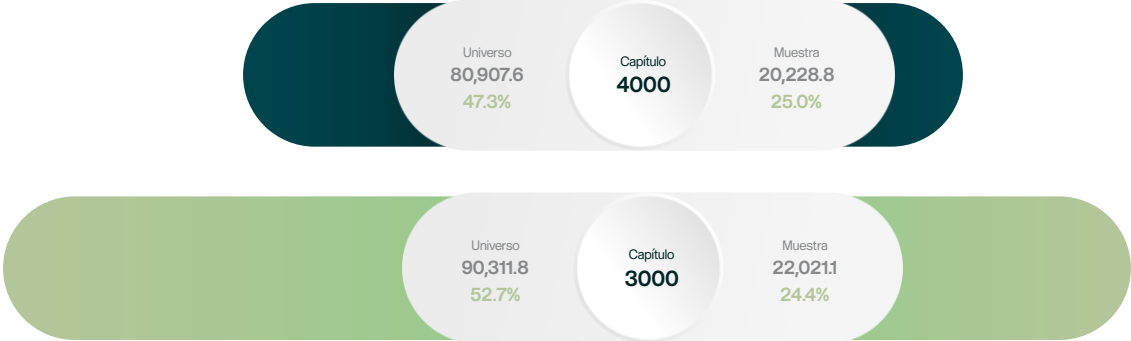 Universo
80,907.6
47.3%
Capítulo
4000
Muestra
20,228.8
25.0%
Universo
90,311.8
52.7%
Capítulo
3000
Muestra
22,021.1
24.4%